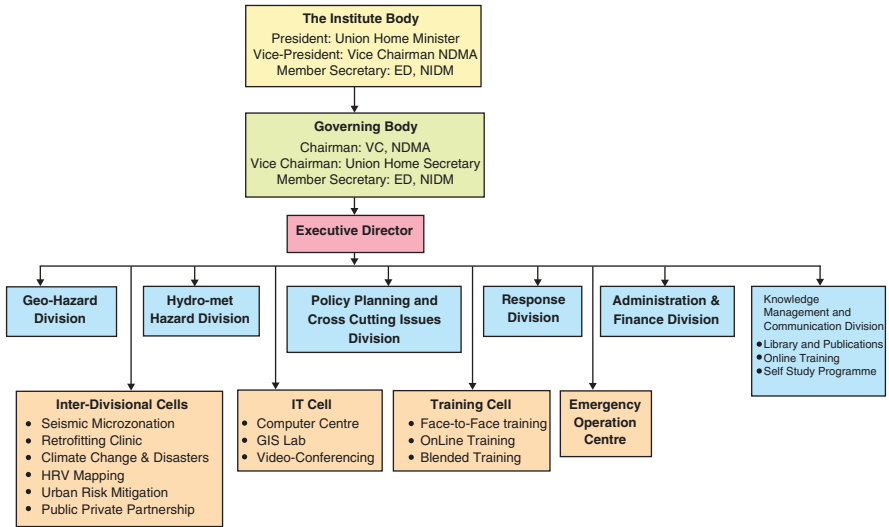 The Institute Body
President: Union Home Minister
Vice-President: Vice Chairman NDMA
Member Secretary: ED, NIDM
Governing Body
Chairman: VC, NDMA
Vice Chairman: Union Home Secretary
Member Secretary: ED, NIDM
Executive Director
Geo-Hazard
Division
Hydro-met
Hazard Division
Policy Planning and
Cross Cutting Issues
Division
Response
Division
Administration &
Finance Division
Knowledge
Management and
Communication Division
• Library and Publications
• Online Training
• Self Study Programme
Inter-Divisional Cells
• Seismic Microzonation
• Retrofitting Clinic
• Climate Change & Disasters
• HRV Mapping
• Urban Risk Mitigation
• Public Private Partnership
IT Cell
• Computer Centre
• GIS Lab
• Video-Conferencing
Training Cell
• Face-to-Face training
• OnLine Training
• Blended Training
Emergency
Operation
Centre